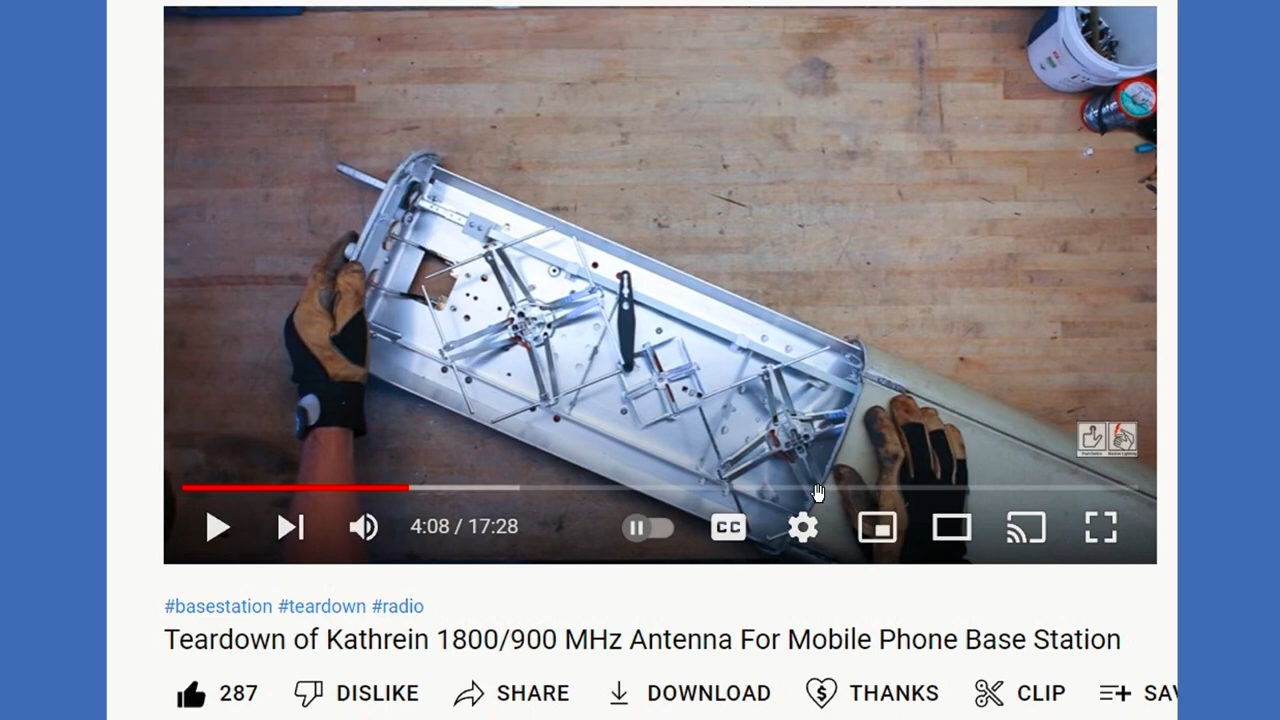 4:08 / 17:28
CC
#basestation #teardown #radio
Teardown of Kathrein 1800/900 MHz Antenna For Mobile Phone Base Station
287 DISLIKE SHARE DOWNLOAD THANKS CLIP SAV